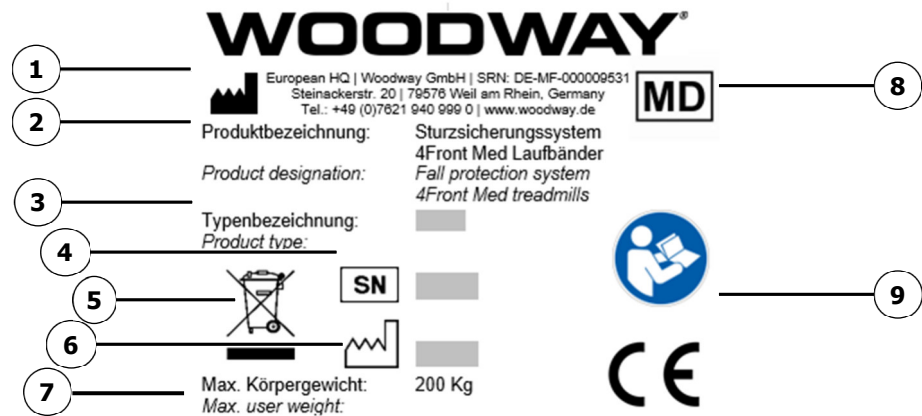 WOODWAY®
1
European HQ | Woodway GmbH | SRN: DE-MF-000009531
Steinackerstr. 20 | 79576 Weil am Rhein, Germany
Tel.: +49 (0)7621 940 999 0 | www.woodway.de
MD
8
2
Produktbezeichnung: Sturzsicherungssystem
4Front Med Laufbänder
Product designation: Fall protection system
4Front Med treadmills
3
Typenbezeichnung:
Product type:
4
SN
5
9
6
7
Max. Körpergewicht: 200 Kg
Max. user weight:
CE